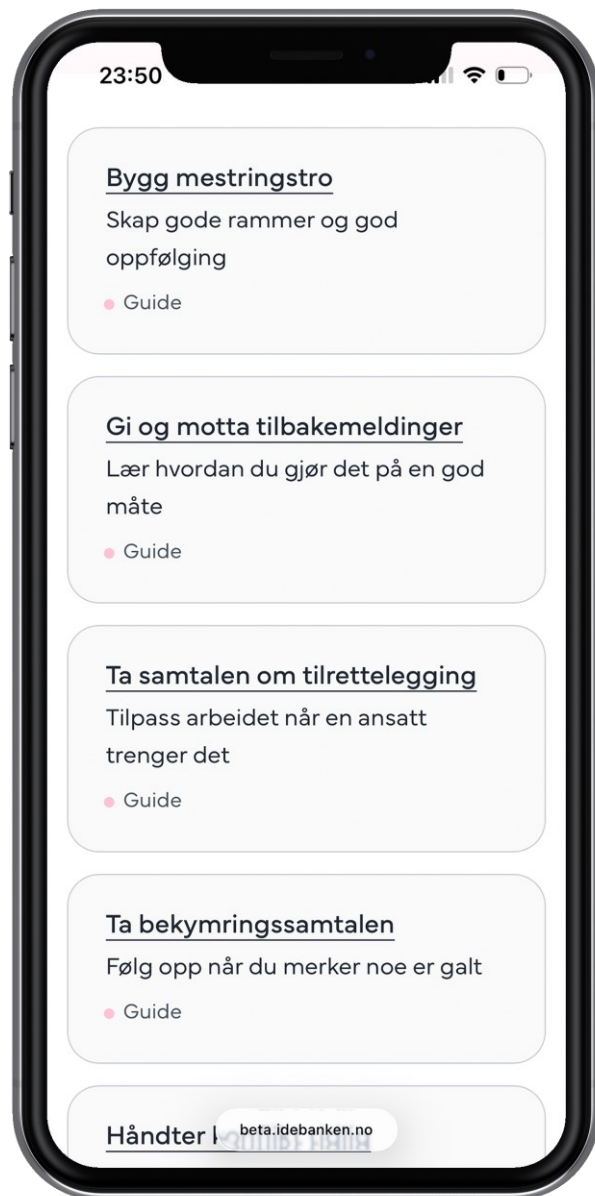 23:50
Bygg mestringstro
Skap gode rammer og god
oppfølging
Guide
Gi og motta tilbakemeldinger
Lær hvordan du gjør det på en god
måte
Guide
Ta samtalen om tilrettelegging
Tilpass arbeidet når en ansatt
trenger det
Guide
Ta bekymringssamtalen
Følg opp når du merker noe er galt
Guide
Håndter
beta.idebanken.no